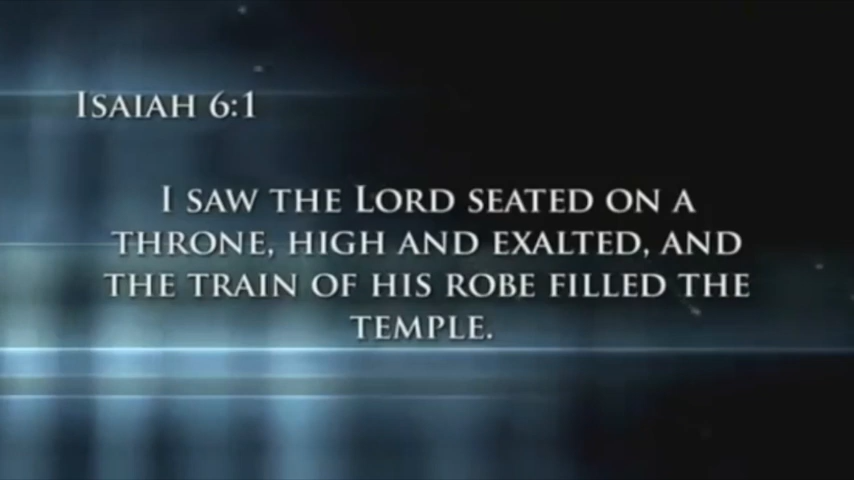 Isaiah 6:1
I saw the Lord seated on a
throne, high and exalted, and
the train of his robe filled the
temple.